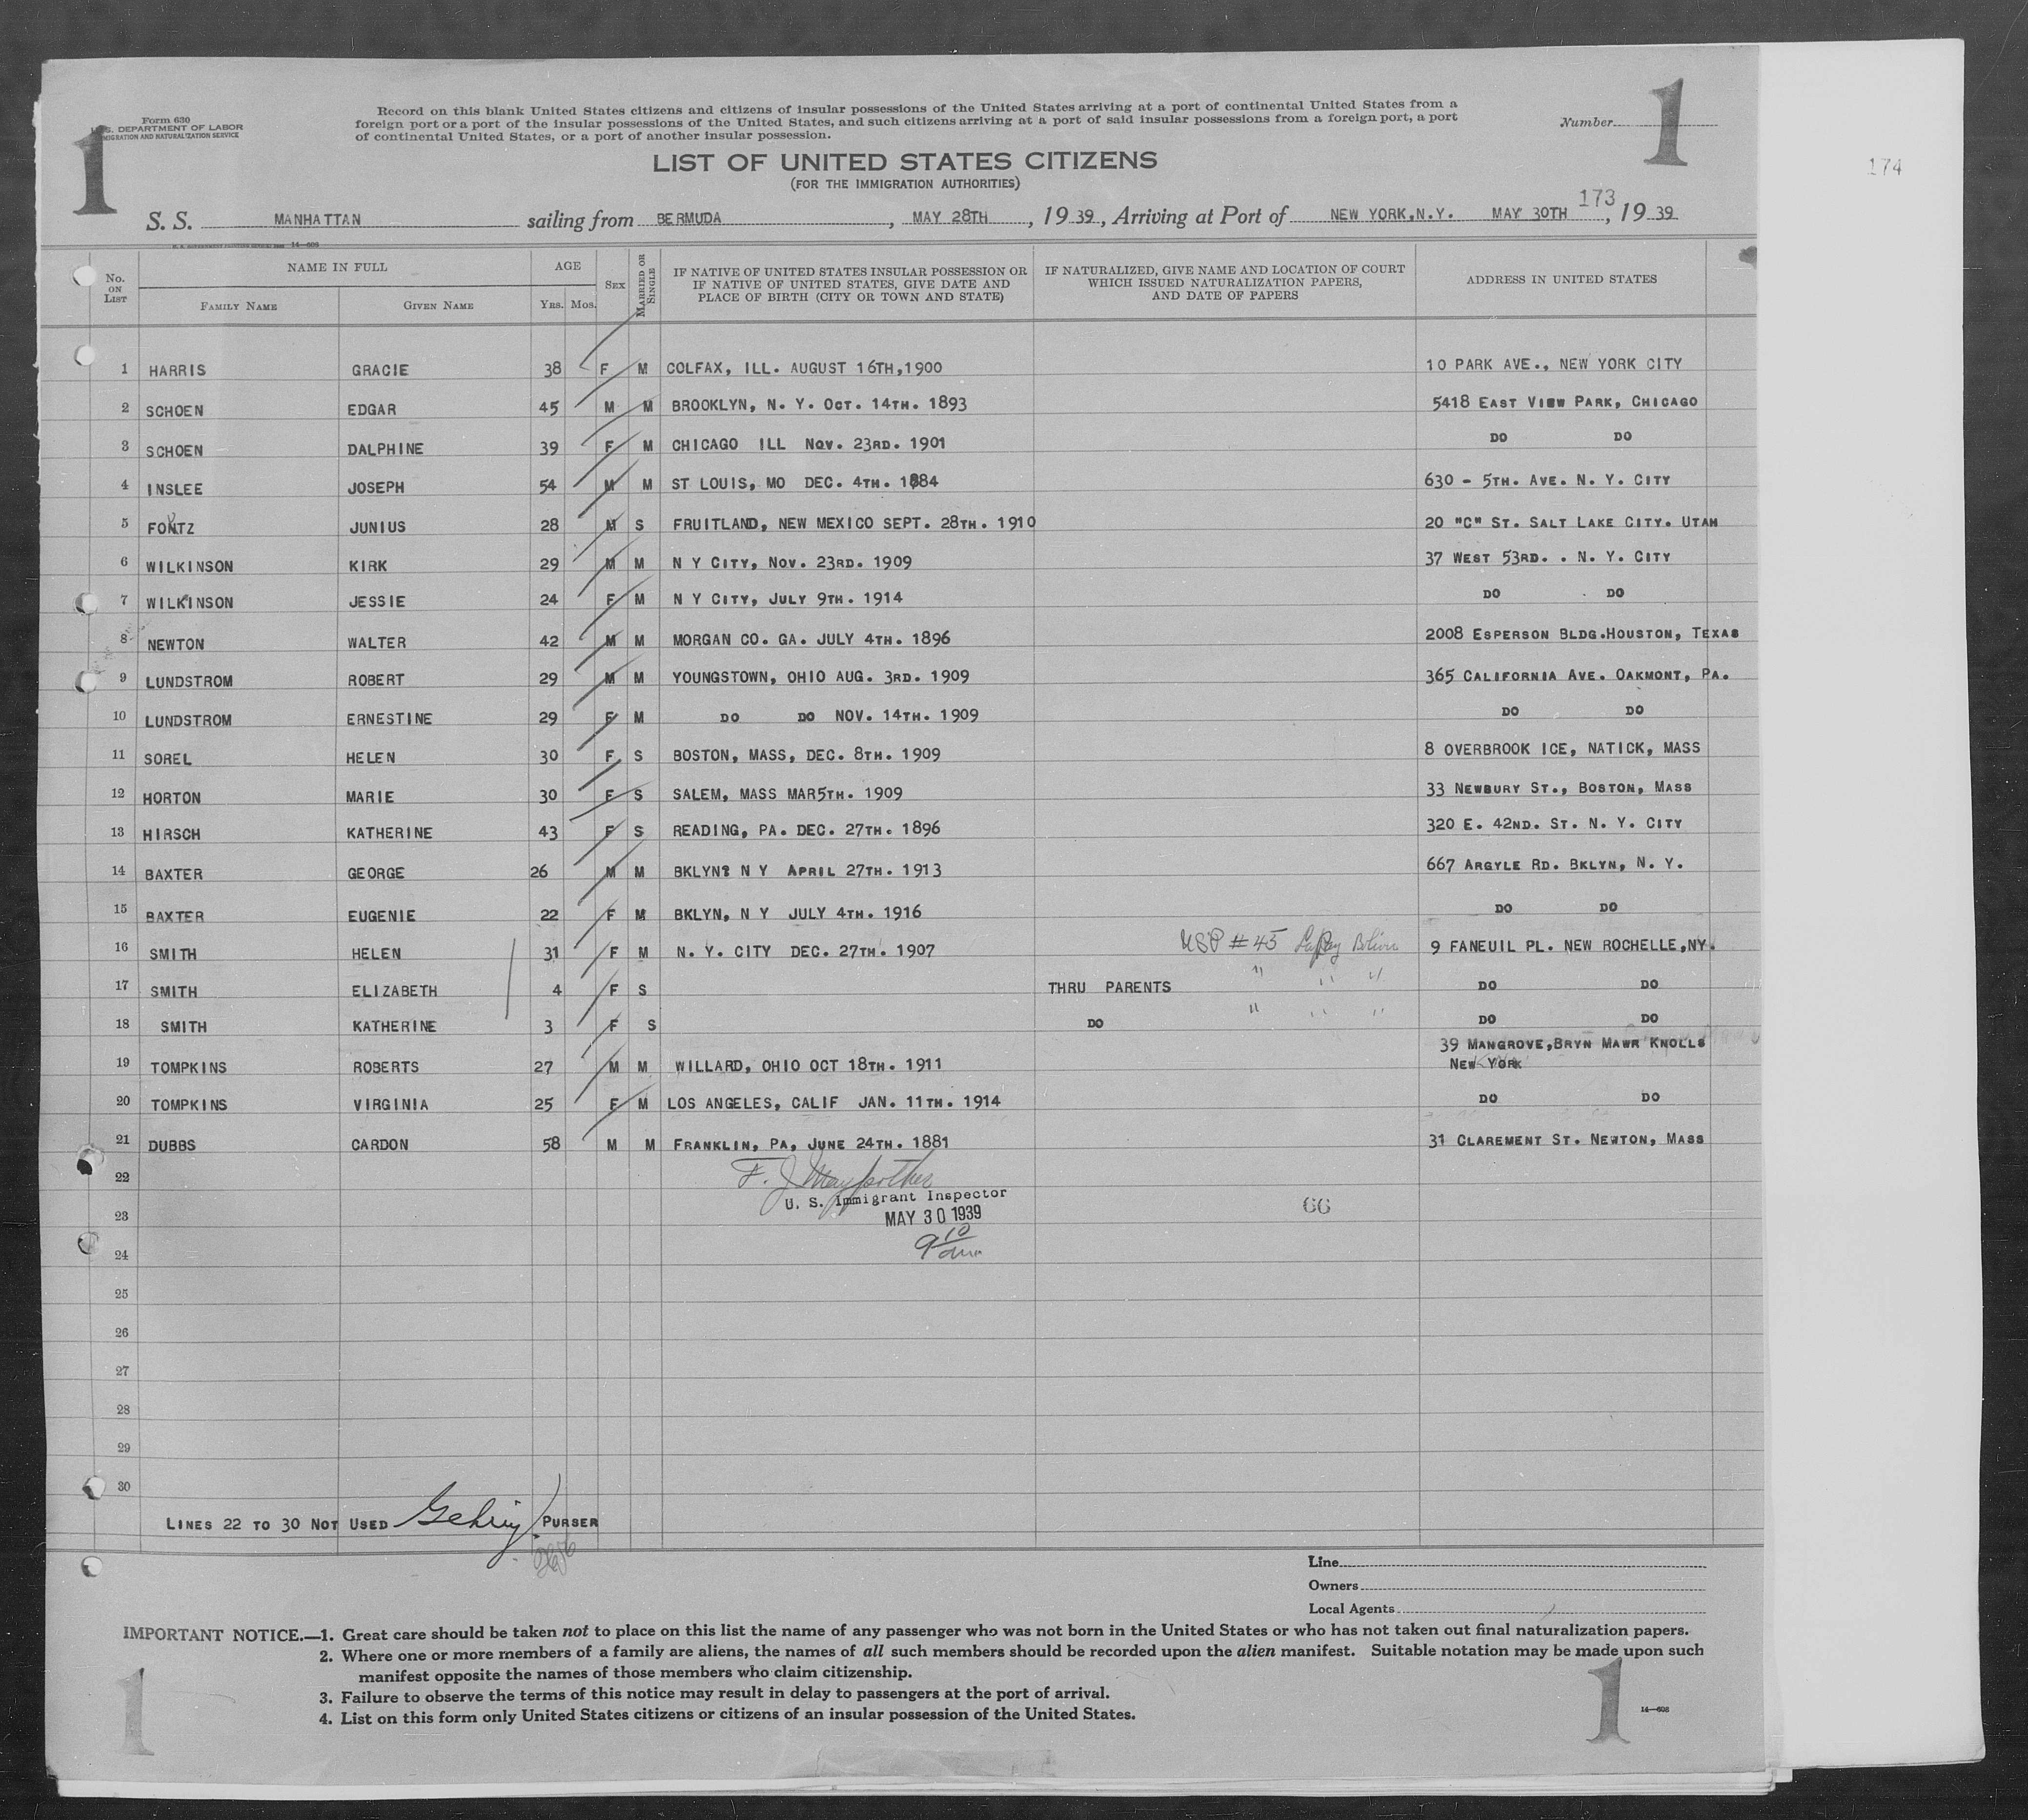 1
1
Form 630
U.S. DEPARTMENT OF LABOR
IMMIGRATION AND NATURALIZATION SERVICE
Record on this blank United States citizens and citizens of insular possessions of the United States arriving at a port of continental United States from a
foreign port or a port of the insular possessions of the United States, and such citizens arriving at a port of said insular possessions from a foreign port, a port
of continental United States, or a port of another insular possession.
Number
174
LIST OF UNITED STATES CITIZENS
(FOR THE IMMIGRATION AUTHORITIES)
173
S. S. MANHATTAN sailing from BERMUDA, MAY 28TH, 19 39, Arriving at Port of NEW YORK,N.Y. MAY 30TH, 19 39
14—608
No. ON LIST NAME IN FULL AGE SEX MARRIED OR SINGLE IF NATIVE OF UNITED STATES INSULAR POSSESSION OR IF NATIVE OF UNITED STATES, GIVE DATE AND PLACE OF BIRTH (CITY OR TOWN AND STATE) IF NATURALIZED, GIVE NAME AND LOCATION OF COURT WHICH ISSUED NATURALIZATION PAPERS, AND DATE OF PAPERS ADDRESS IN UNITED STATES
FAMILY NAME GIVEN NAME YRS. MOS.
1 HARRIS GRACIE 38 F M COLFAX, ILL. AUGUST 16TH,1900 10 PARK AVE., NEW YORK CITY
2 SCHOEN EDGAR 45 M M BROOKLYN, N. Y. OCT. 14TH. 1893 5418 EAST VIEW PARK, CHICAGO
3 SCHOEN DALPHINE 39 F M CHICAGO ILL NOV. 23RD. 1901 DO DO
4 INSLEE JOSEPH 54 M M ST LOUIS, MO DEC. 4TH. 1884 630 - 5TH. AVE. N. Y. CITY
5 JUNIUS 28 M S FRUITLAND, NEW MEXICO SEPT. 28TH. 1910 20 "C" ST. SALT LAKE CITY. UTAH
6 WILKINSON KIRK 29 M M N Y CITY, NOV. 23RD. 1909 37 WEST 53RD. . N. Y. CITY
7 WILKINSON JESSIE 24 F M N Y CITY, JULY 9TH. 1914 DO DO
8 NEWTON WALTER 42 M M MORGAN CO. GA. JULY 4TH. 1896 2008 ESPERSON BLDG.HOUSTON, TEXAS
9 LUNDSTROM ROBERT 29 M M YOUNGSTOWN, OHIO AUG. 3RD. 1909 365 CALIFORNIA AVE. OAKMONT, PA.
10 LUNDSTROM ERNESTINE 29 F M DO DO NOV. 14TH. 1909 DO DO
11 SOREL HELEN 30 F S BOSTON, MASS, DEC. 8TH. 1909 8 OVERBROOK ICE, NATICK, MASS
12 HORTON MARIE 30 F S SALEM, MASS MAR5TH. 1909 33 NEWBURY ST., BOSTON, MASS
13 HIRSCH KATHERINE 43 F S READING, PA. DEC. 27TH. 1896 320 E. 42ND. ST. N. Y. CITY
14 BAXTER GEORGE 26 M M BKLYN? N Y APRIL 27TH. 1913 667 ARGYLE RD. BKLYN, N. Y.
15 BAXTER EUGENIE 22 F M BKLYN, N Y JULY 4TH. 1916 DO DO
16 SMITH HELEN 31 F M N. Y. CITY DEC. 27TH. 1907 USP # 45 LaPaz Bolivia 9 FANEUIL PL. NEW ROCHELLE,NY.
17 SMITH ELIZABETH 4 F S THRU PARENTS " " " DO DO
18 SMITH KATHERINE 3 F S DO " " " DO DO
19 TOMPKINS ROBERTS 27 M M WILLARD, OHIO OCT 18TH. 1911 39 MANGROVE,BRYN MAWR KNOLLS
NEW YORK
20 TOMPKINS VIRGINIA 25 F M LOS ANGELES, CALIF JAN. 11TH. 1914 DO DO
21 DUBBS CARDON 58 M M FRANKLIN, PA, JUNE 24TH. 1881 31 CLAREMENT ST. NEWTON, MASS
22
U. S. Immigrant Inspector
23 MAY 30 1939 66
24 9 10 am
25
26
27
28
29
30
LINES 22 TO 30 NOT USED Gehrig PURSER
Line
Owners
Local Agents
IMPORTANT NOTICE.—1. Great care should be taken not to place on this list the name of any passenger who was not born in the United States or who has not taken out final naturalization papers.
2. Where one or more members of a family are aliens, the names of all such members should be recorded upon the alien manifest. Suitable notation may be made upon such
manifest opposite the names of those members who claim citizenship.
3. Failure to observe the terms of this notice may result in delay to passengers at the port of arrival.
4. List on this form only United States citizens or citizens of an insular possession of the United States.
1
1
14—608